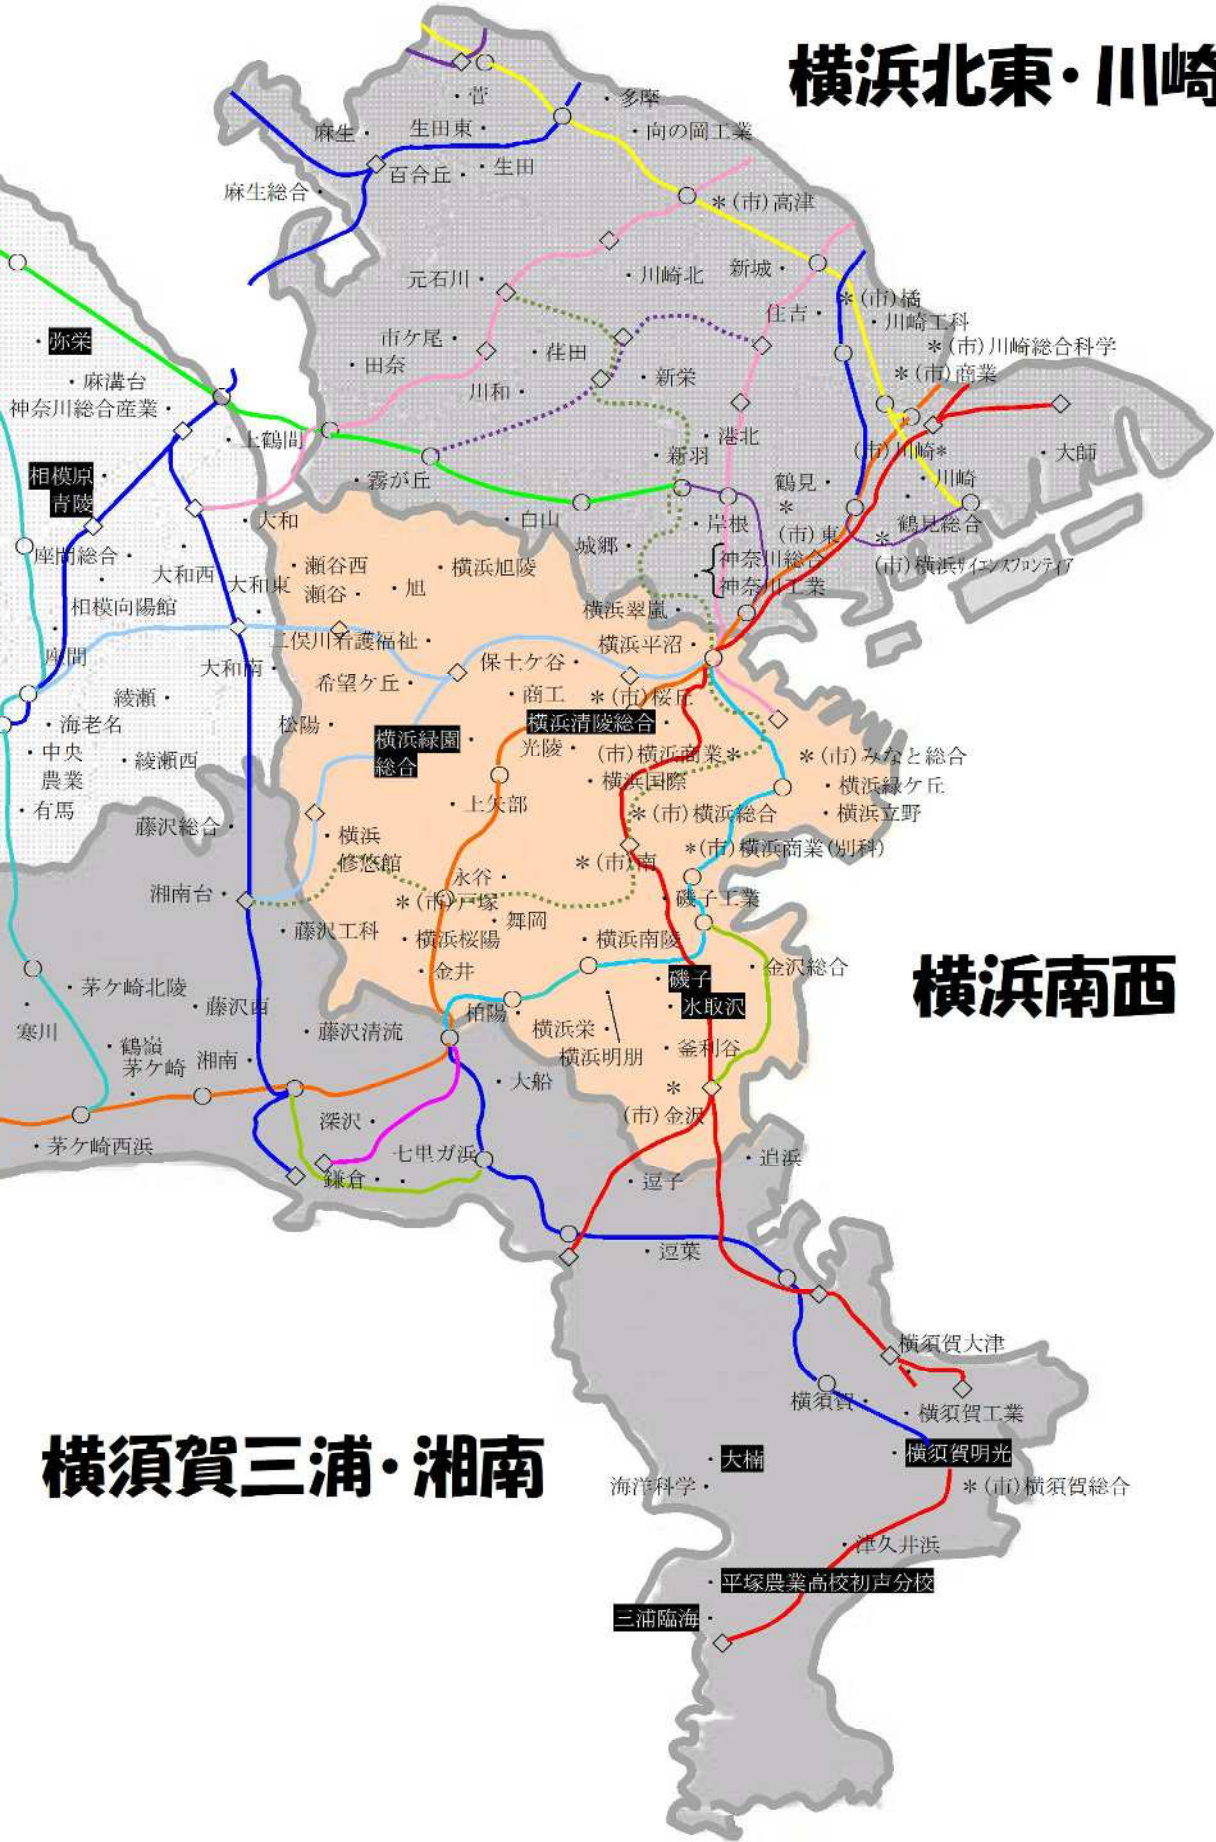 横浜北東・川崎
・菅
・多摩
麻生・
生田東・
・向の岡工業
百合丘・
・生田
麻生総合・
＊(市)高津
元石川・
・川崎北
新城・
＊(市)橘
住吉・
・川崎工科
・弥栄
市ケ尾・
・荏田
＊(市)川崎総合科学
・田奈
＊(市)商業
・麻溝台
川和・
・新栄
神奈川総合産業・
・上鶴間
・港北
(市)川崎＊
・大師
・新羽
相模原
青陵
・霧が丘
鶴見・
・川崎
・大和
・白山
・岸根
＊
(市)東
鶴見総合
座間総合・
城郷・
神奈川総合
神奈川工業
＊
(市)横浜ｻｲｴﾝｽﾌﾛﾝﾃｨｱ
大和西
・瀬谷西
・横浜旭陵
大和東
瀬谷・
・旭
相模向陽館
横浜翠嵐・
座間
二俣川看護福祉・
横浜平沼・
大和南・
保土ケ谷・
希望ケ丘・
・商工
＊(市)桜丘
綾瀬・
・海老名
松陽・
横浜清陵総合
横浜緑園
総合
光陵・
(市)横浜商業＊
＊(市)みなと総合
・中央
農業
・綾瀬西
・横浜国際
・横浜緑ケ丘
・有馬
・上矢部
＊(市)横浜総合
・横浜立野
藤沢総合・
・横浜
修悠館
＊(市)南
＊(市)横浜商業(別科)
湘南台・
永谷・
＊(市)戸塚
・磯子工業
・舞岡
・藤沢工科
・横浜桜陽
・横浜南陵
・金沢総合
横浜南西
・金井
・磯子
・茅ケ崎北陵
・氷取沢
・藤沢西
柏陽・
寒川
藤沢清流
横浜栄・
・鶴嶺
横浜明朋
・釜利谷
茅ケ崎
湘南・
・大船
＊
(市)金沢
深沢・
・茅ケ崎西浜
七里ガ浜
・追浜
鎌倉・
・逗子
・逗葉
横須賀大津
横須賀・
・横須賀工業
横須賀三浦・湘南
・大楠
・横須賀明光
海洋科学・
＊(市)横須賀総合
・津久井浜
・平塚農業高校初声分校
三浦臨海・